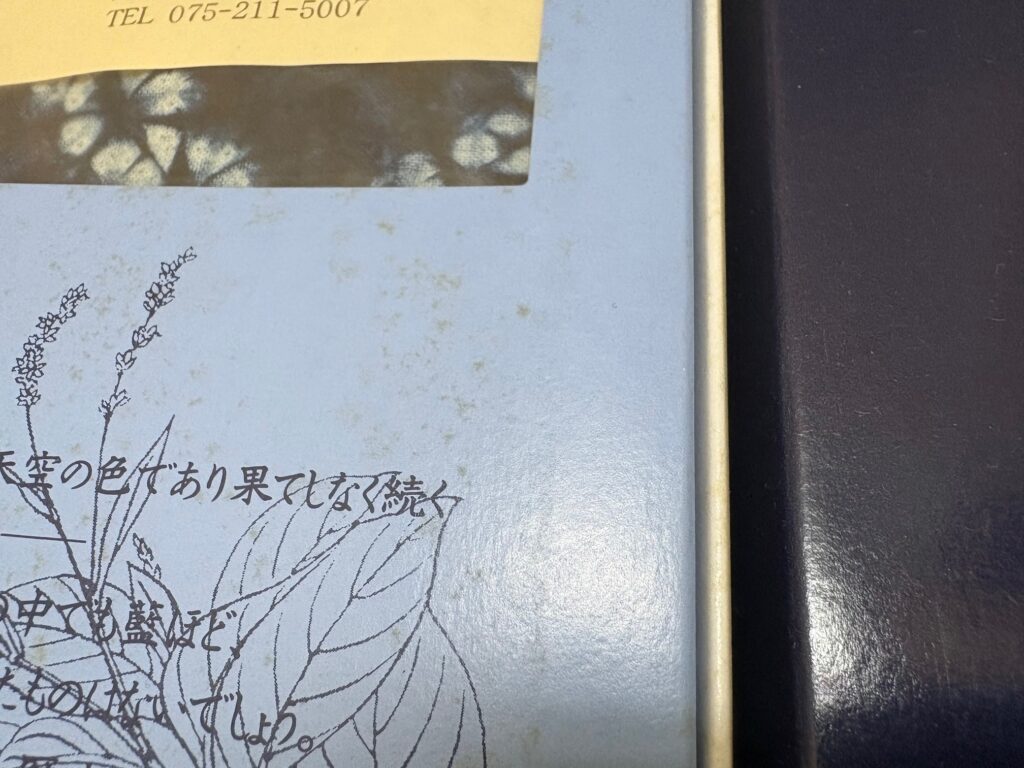 TEL 075-211-5007
天空の色であり果てしなく続く
中でも藍ほど、
たものはないでしょう。